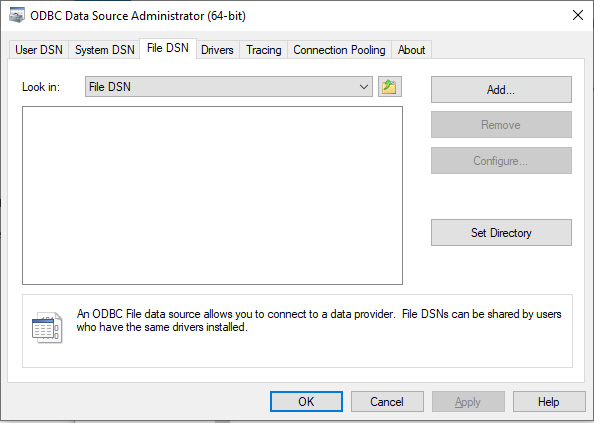 ODBC Data Source Administrator (64-bit)
User DSN System DSN File DSN Drivers Tracing Connection Pooling About
Look in: File DSN
Add...
Remove
Configure...
Set Directory
An ODBC File data source allows you to connect to a data provider. File DSNs can be shared by users
who have the same drivers installed.
OK Cancel Apply Help